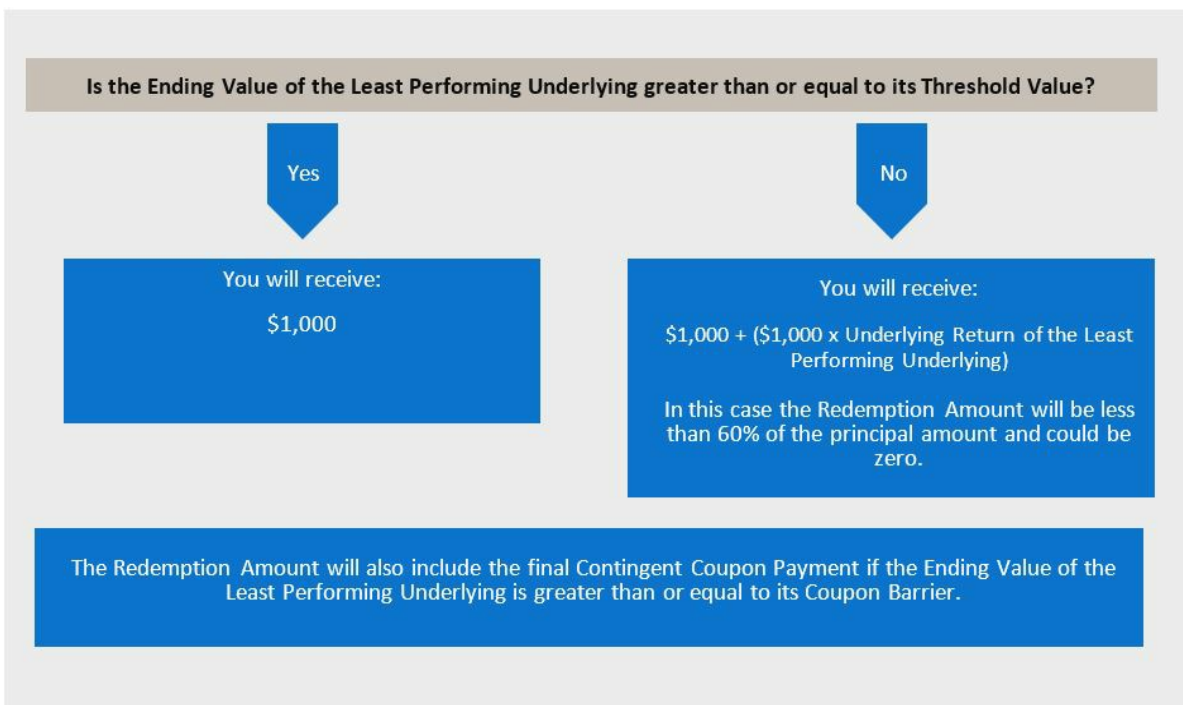 Is the Ending Value of the Least Performing Underlying greater than or equal to its Threshold Value?
Yes
No
You will receive:
$1,000
You will receive:
$1,000 + ($1,000 x Underlying Return of the Least
Performing Underlying)
In this case the Redemption Amount will be less
than 60% of the principal amount and could be
zero.
The Redemption Amount will also include the final Contingent Coupon Payment if the Ending Value of the
Least Performing Underlying is greater than or equal to its Coupon Barrier.